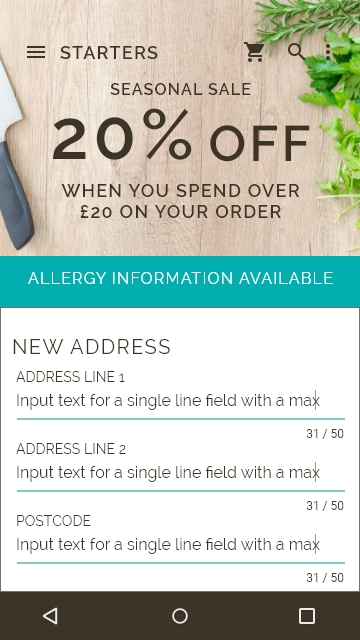 STARTERS
SEASONAL SALE
20% OFF
WHEN YOU SPEND OVER
£20 ON YOUR ORDER
ALLERGY INFORMATION AVAILABLE
NEW ADDRESS
ADDRESS LINE 1
Input text for a single line field with a max
31 / 50
ADDRESS LINE 2
Input text for a single line field with a max
31 / 50
POSTCODE
Input text for a single line field with a max
31 / 50